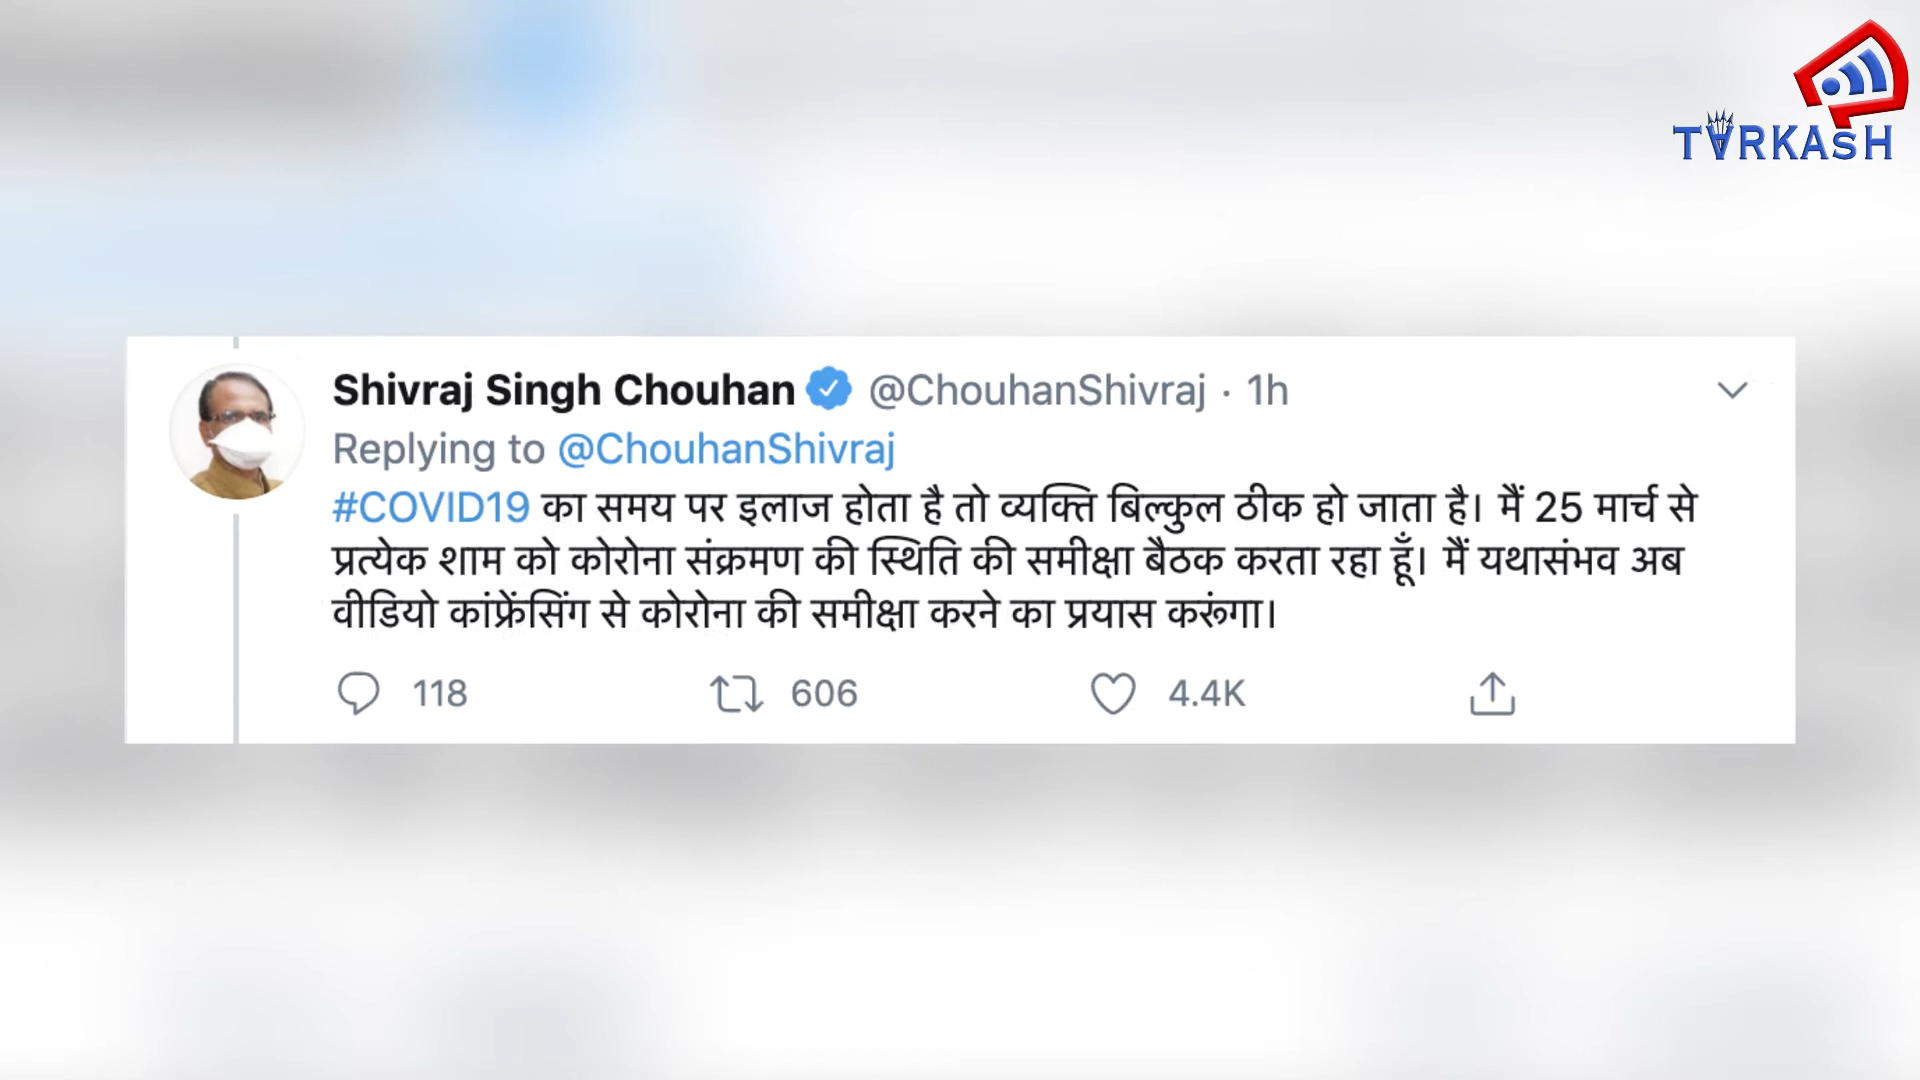 TARKASH
Shivraj Singh Chouhan @ChouhanShivraj · 1h
Replying to @ChouhanShivraj
#COVID19 का समय पर इलाज होता है तो व्यक्ति बिल्कुल ठीक हो जाता है। मैं 25 मार्च से
प्रत्येक शाम को कोरोना संक्रमण की स्थिति की समीक्षा बैठक करता रहा हूँ। मैं यथासंभव अब
वीडियो कांफ्रेंसिंग से कोरोना की समीक्षा करने का प्रयास करूंगा।
118 606 4.4K